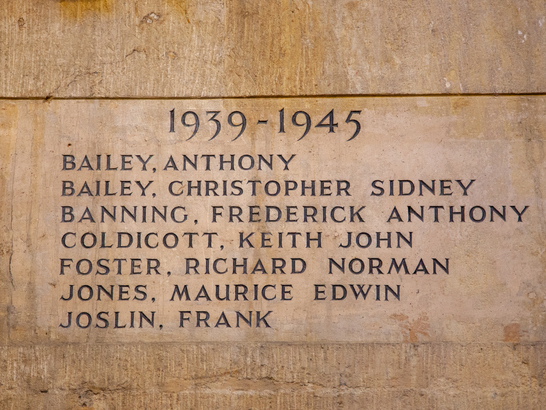 1939-1945
BAILEY, ANTHONY
BAILEY, CHRISTOPHER SIDNEY
BANNING, FREDERICK ANTHONY
COLDICOTT, KEITH JOHN
FOSTER, RICHARD NORMAN
JONES, MAURICE EDWIN
JOSLIN, FRANK